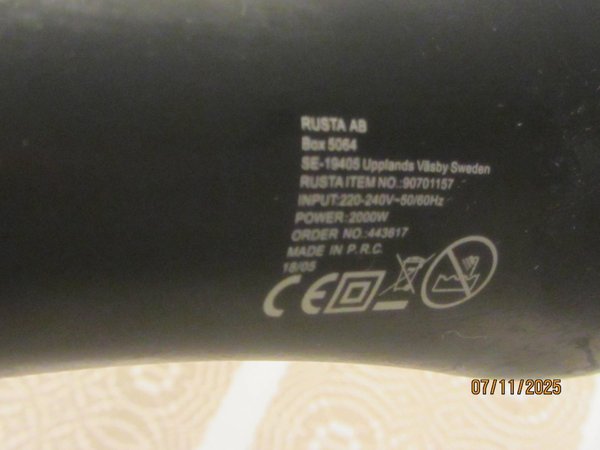 RUSTA AB
Box 5064
SE-19405 Upplands Väsby Sweden
RUSTA ITEM NO.:90701157
INPUT:220-240V~50/60Hz
POWER:2000W
ORDER NO.:443617
MADE IN P.R.C.
18/05
CE
07/11/2025